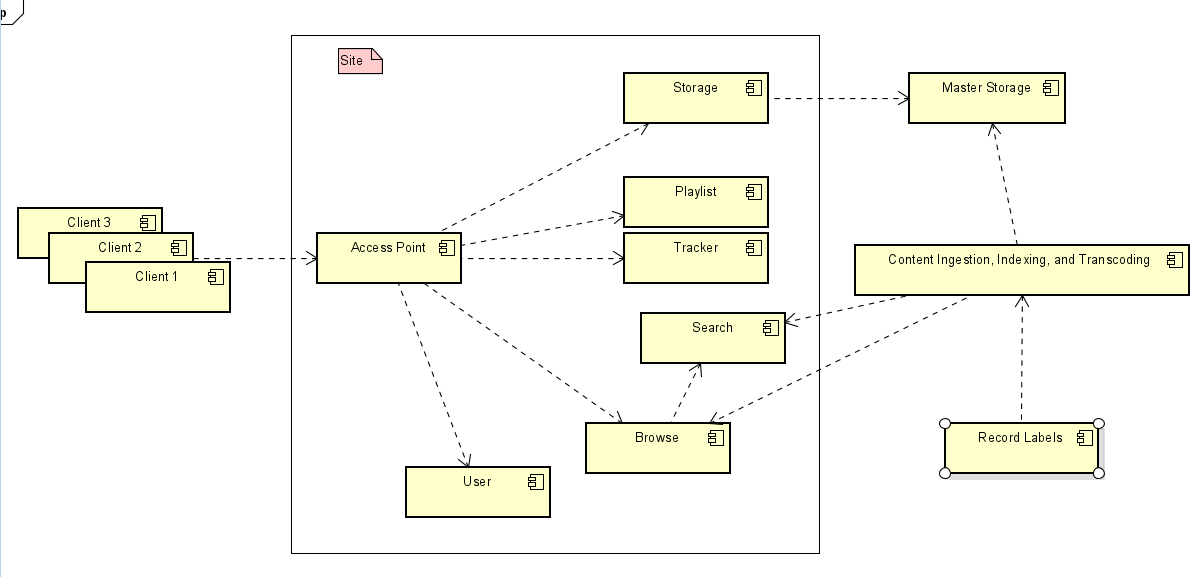 p
Site
Storage
Master Storage
Playlist
Client 3
Client 2
Access Point
Tracker
Client 1
Content Ingestion, Indexing, and Transcoding
Search
Browse
Record Labels
User